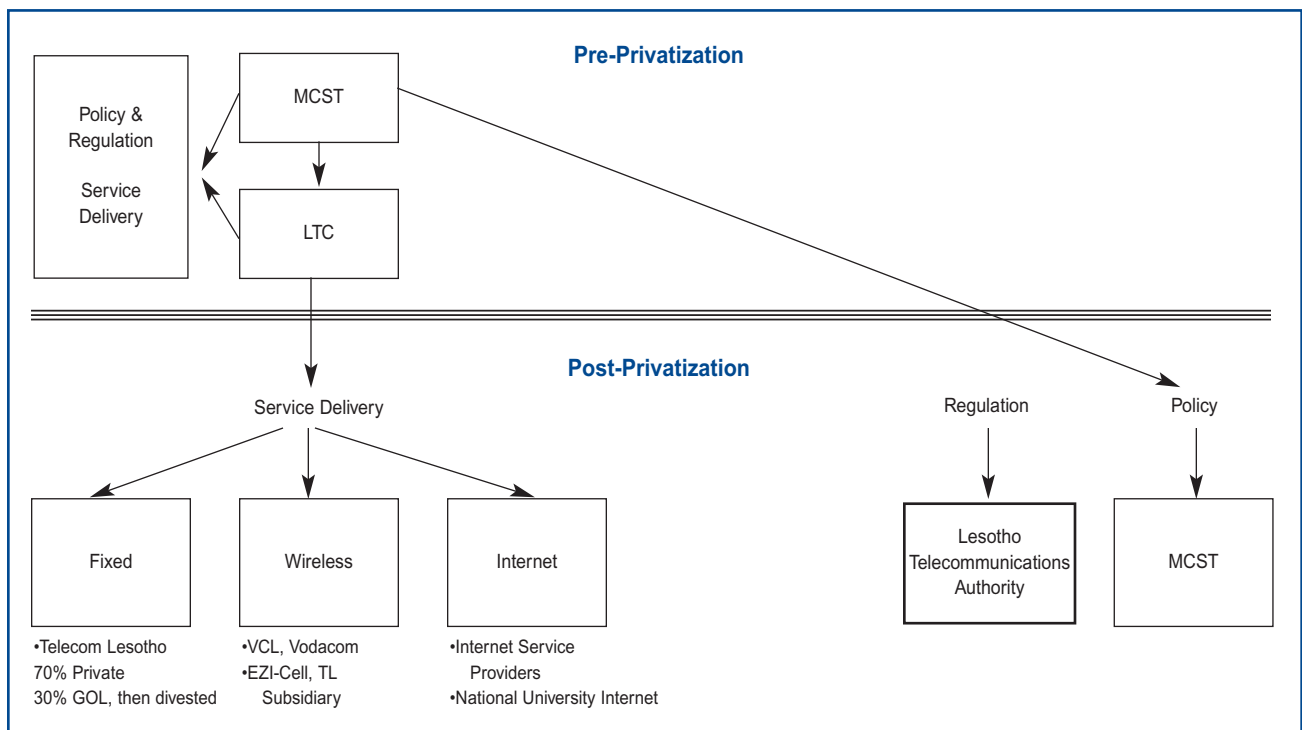 Pre-Privatization
Policy &
Regulation
Service
Delivery
MCST
LTC
Post-Privatization
Service Delivery
Regulation
Policy
Fixed
Wireless
Internet
Lesotho
Telecommunications
Authority
MCST
•Telecom Lesotho
70% Private
30% GOL, then divested
•VCL, Vodacom
•EZI-Cell, TL
Subsidiary
•Internet Service
Providers
•National University Internet